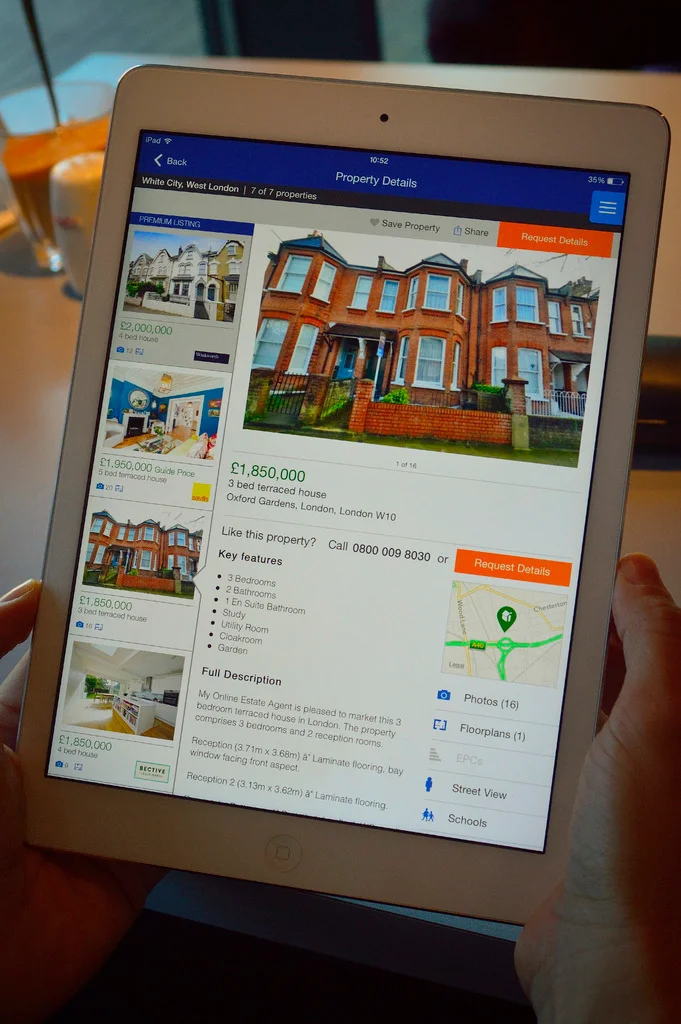 iPad
10:52
35%
Back
Property Details
White City, West London | 7 of 7 properties
PREMIUM LISTING
£2,000,000
4 bed house
12
Winkworth
£1,950,000 Guide Price
5 bed terraced house
20
savills
£1,850,000
3 bed terraced house
16
£1,850,000
4 bed house
6
BECTIVE
Save Property
Share
Request Details
1 of 16
£1,850,000
3 bed terraced house
Oxford Gardens, London, London W10
Like this property? Call 0800 009 8030 or
Request Details
Key features
• 3 Bedrooms
• 2 Bathrooms
• 1 En Suite Bathroom
• Study
• Utility Room
• Cloakroom
• Garden
Full Description
My Online Estate Agent is pleased to market this 3
bedroom terraced house in London. The property
comprises 3 bedrooms and 2 reception rooms.
Reception (3.71m x 3.68m) â" Laminate flooring, bay
window facing front aspect.
Reception 2 (3.13m x 3.62m) â" Laminate flooring.
Wood Lane
Chesterton
A40
Legal
Photos (16)
Floorplans (1)
EPCs
Street View
Schools